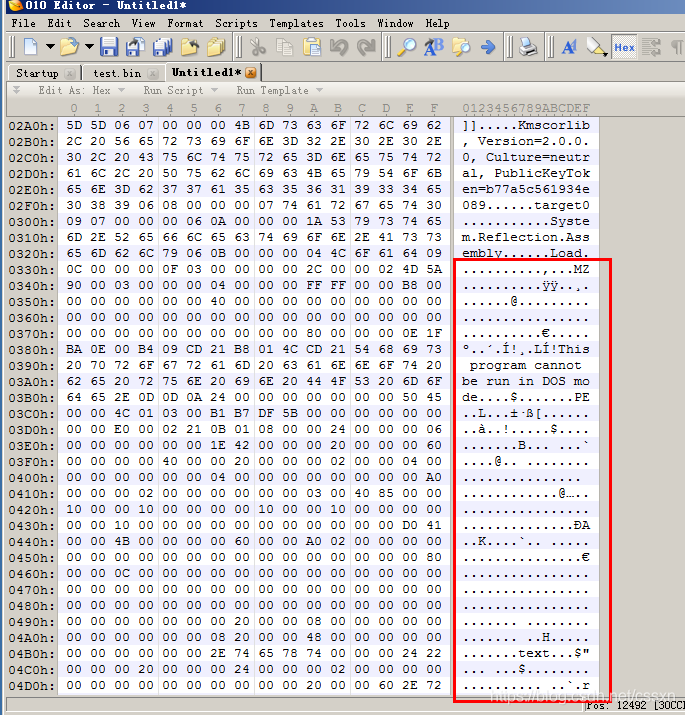 010 Editor - Untitled1*
File Edit Search View Format Scripts Templates Tools Window Help
Hex
Startup test.bin Untitled1*
Edit As: Hex Run Script Run Template
0 1 2 3 4 5 6 7 8 9 A B C D E F 0123456789ABCDEF
02A0h: 5D 5D 06 07 00 00 00 4B 6D 73 63 6F 72 6C 69 62 ]].....Kmscorlib
02B0h: 2C 20 56 65 72 73 69 6F 6E 3D 32 2E 30 2E 30 2E , Version=2.0.0.
02C0h: 30 2C 20 43 75 6C 74 75 72 65 3D 6E 65 75 74 72 0, Culture=neutr
02D0h: 61 6C 2C 20 50 75 62 6C 69 63 4B 65 79 54 6F 6B al, PublicKeyTok
02E0h: 65 6E 3D 62 37 37 61 35 63 35 36 31 39 33 34 65 en=b77a5c561934e
02F0h: 30 38 39 06 08 00 00 00 07 74 61 72 67 65 74 30 089......target0
0300h: 09 07 00 00 00 06 0A 00 00 00 1A 53 79 73 74 65 ...........Syste
0310h: 6D 2E 52 65 66 6C 65 63 74 69 6F 6E 2E 41 73 73 m.Reflection.Ass
0320h: 65 6D 62 6C 79 06 0B 00 00 00 04 4C 6F 61 64 09 embly......Load.
0330h: 0C 00 00 00 0F 03 00 00 00 00 2C 00 00 02 4D 5A ..........,...MZ
0340h: 90 00 03 00 00 00 04 00 00 00 FF FF 00 00 B8 00 ..........ÿÿ..¸.
0350h: 00 00 00 00 00 00 40 00 00 00 00 00 00 00 00 00 ......@.........
0360h: 00 00 00 00 00 00 00 00 00 00 00 00 00 00 00 00 ................
0370h: 00 00 00 00 00 00 00 00 00 00 80 00 00 00 0E 1F ..........€.....
0380h: BA 0E 00 B4 09 CD 21 B8 01 4C CD 21 54 68 69 73 º..´.Í!¸.LÍ!This
0390h: 20 70 72 6F 67 72 61 6D 20 63 61 6E 6E 6F 74 20 program cannot
03A0h: 62 65 20 72 75 6E 20 69 6E 20 44 4F 53 20 6D 6F be run in DOS mo
03B0h: 64 65 2E 0D 0D 0A 24 00 00 00 00 00 00 00 50 45 de....$.......PE
03C0h: 00 00 4C 01 03 00 B1 B7 DF 5B 00 00 00 00 00 00 ..L...±·ß[......
03D0h: 00 00 E0 00 02 21 0B 01 08 00 00 24 00 00 00 06 ..à..!.....$....
03E0h: 00 00 00 00 00 00 1E 42 00 00 00 20 00 00 00 60 .......B... ...`
03F0h: 00 00 00 00 40 00 00 20 00 00 00 02 00 00 04 00 ....@.. ........
0400h: 00 00 00 00 00 00 04 00 00 00 00 00 00 00 00 A0 ...............
0410h: 00 00 00 02 00 00 00 00 00 00 03 00 40 85 00 00 ............@…..
0420h: 10 00 00 10 00 00 00 00 10 00 00 10 00 00 00 00 ................
0430h: 00 00 10 00 00 00 00 00 00 00 00 00 00 00 D0 41 ..............ÐA
0440h: 00 00 4B 00 00 00 00 60 00 00 A0 02 00 00 00 00 ..K....`.. .....
0450h: 00 00 00 00 00 00 00 00 00 00 00 00 00 00 00 80 ...............€
0460h: 00 00 0C 00 00 00 00 00 00 00 00 00 00 00 00 00 ................
0470h: 00 00 00 00 00 00 00 00 00 00 00 00 00 00 00 00 ................
0480h: 00 00 00 00 00 00 00 00 00 00 00 00 00 00 00 00 ................
0490h: 00 00 00 00 00 00 00 20 00 00 08 00 00 00 00 00 ....... ........
04A0h: 00 00 00 00 00 00 08 20 00 00 48 00 00 00 00 00 ....... ..H.....
04B0h: 00 00 00 00 00 00 2E 74 65 78 74 00 00 00 24 22 .......text...$"
04C0h: 00 00 00 20 00 00 00 24 00 00 00 02 00 00 00 00 ... ...$........
04D0h: 00 00 00 00 00 00 00 00 00 00 20 00 00 60 2E 72 .......... ..`.r
https://blog.csdn.net/cssxn
Pos: 12492 [30CC